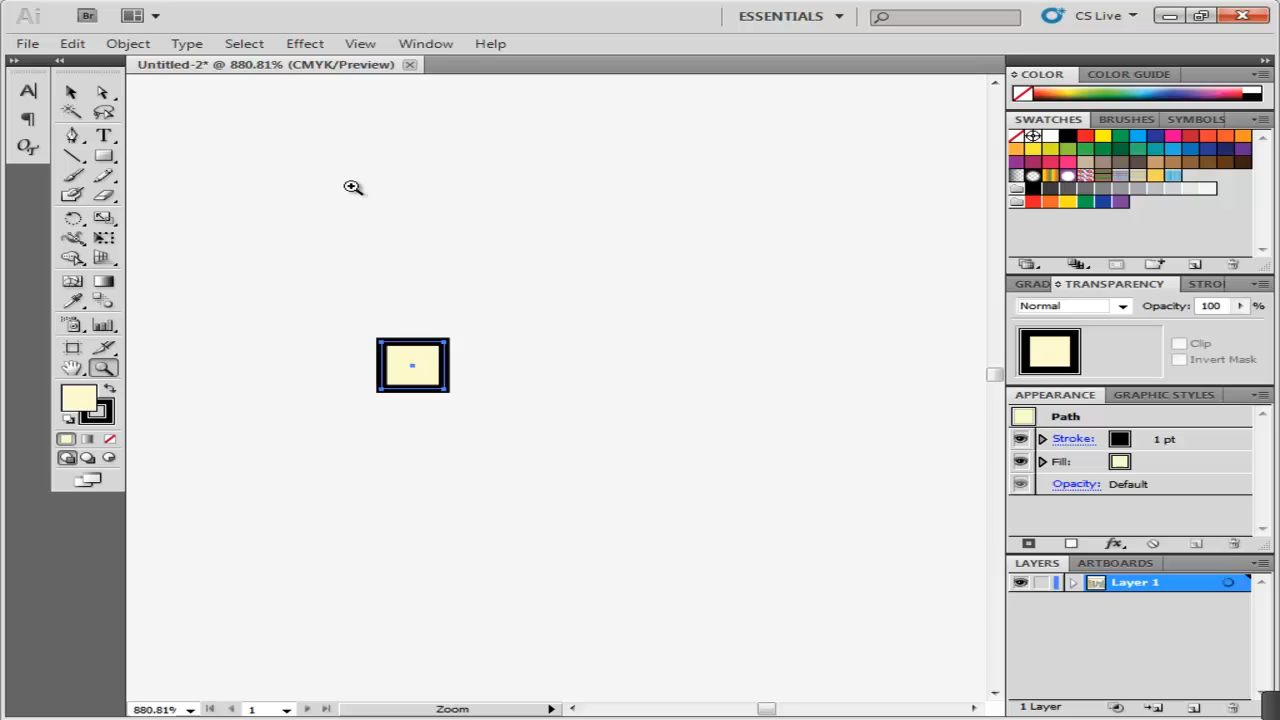 Ai Br ESSENTIALS CS Live
File Edit Object Type Select Effect View Window Help
Untitled-2* @ 880.81% (CMYK/Preview)
COLOR COLOR GUIDE
SWATCHES BRUSHES SYMBOLS
GRAD TRANSPARENCY STRO
Normal Opacity: 100 %
Clip
Invert Mask
APPEARANCE GRAPHIC STYLES
Path
Stroke: 1 pt
Fill:
Opacity: Default
LAYERS ARTBOARDS
Layer 1
1 Layer
880.81% 1 Zoom